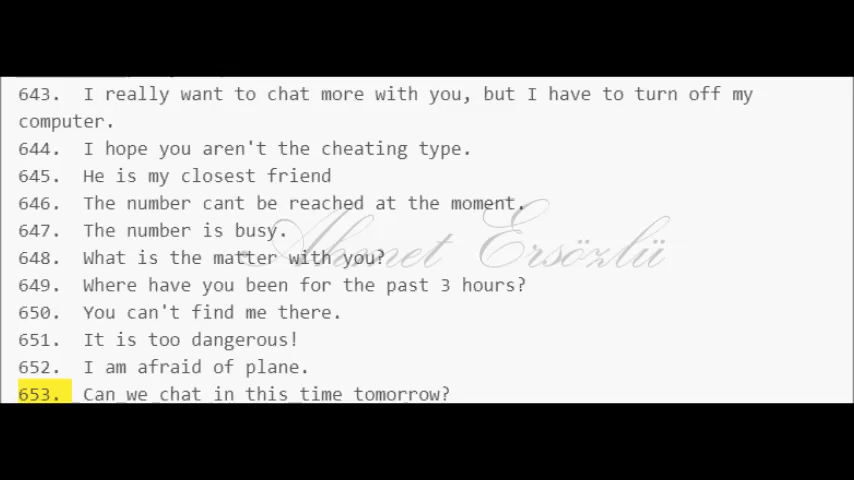 643. I really want to chat more with you, but I have to turn off my
computer.
644. I hope you aren't the cheating type.
645. He is my closest friend
646. The number cant be reached at the moment.
647. The number is busy.
648. What is the matter with you?
649. Where have you been for the past 3 hours?
650. You can't find me there.
651. It is too dangerous!
652. I am afraid of plane.
653. Can we chat in this time tomorrow?
Ahmet Ersözlü